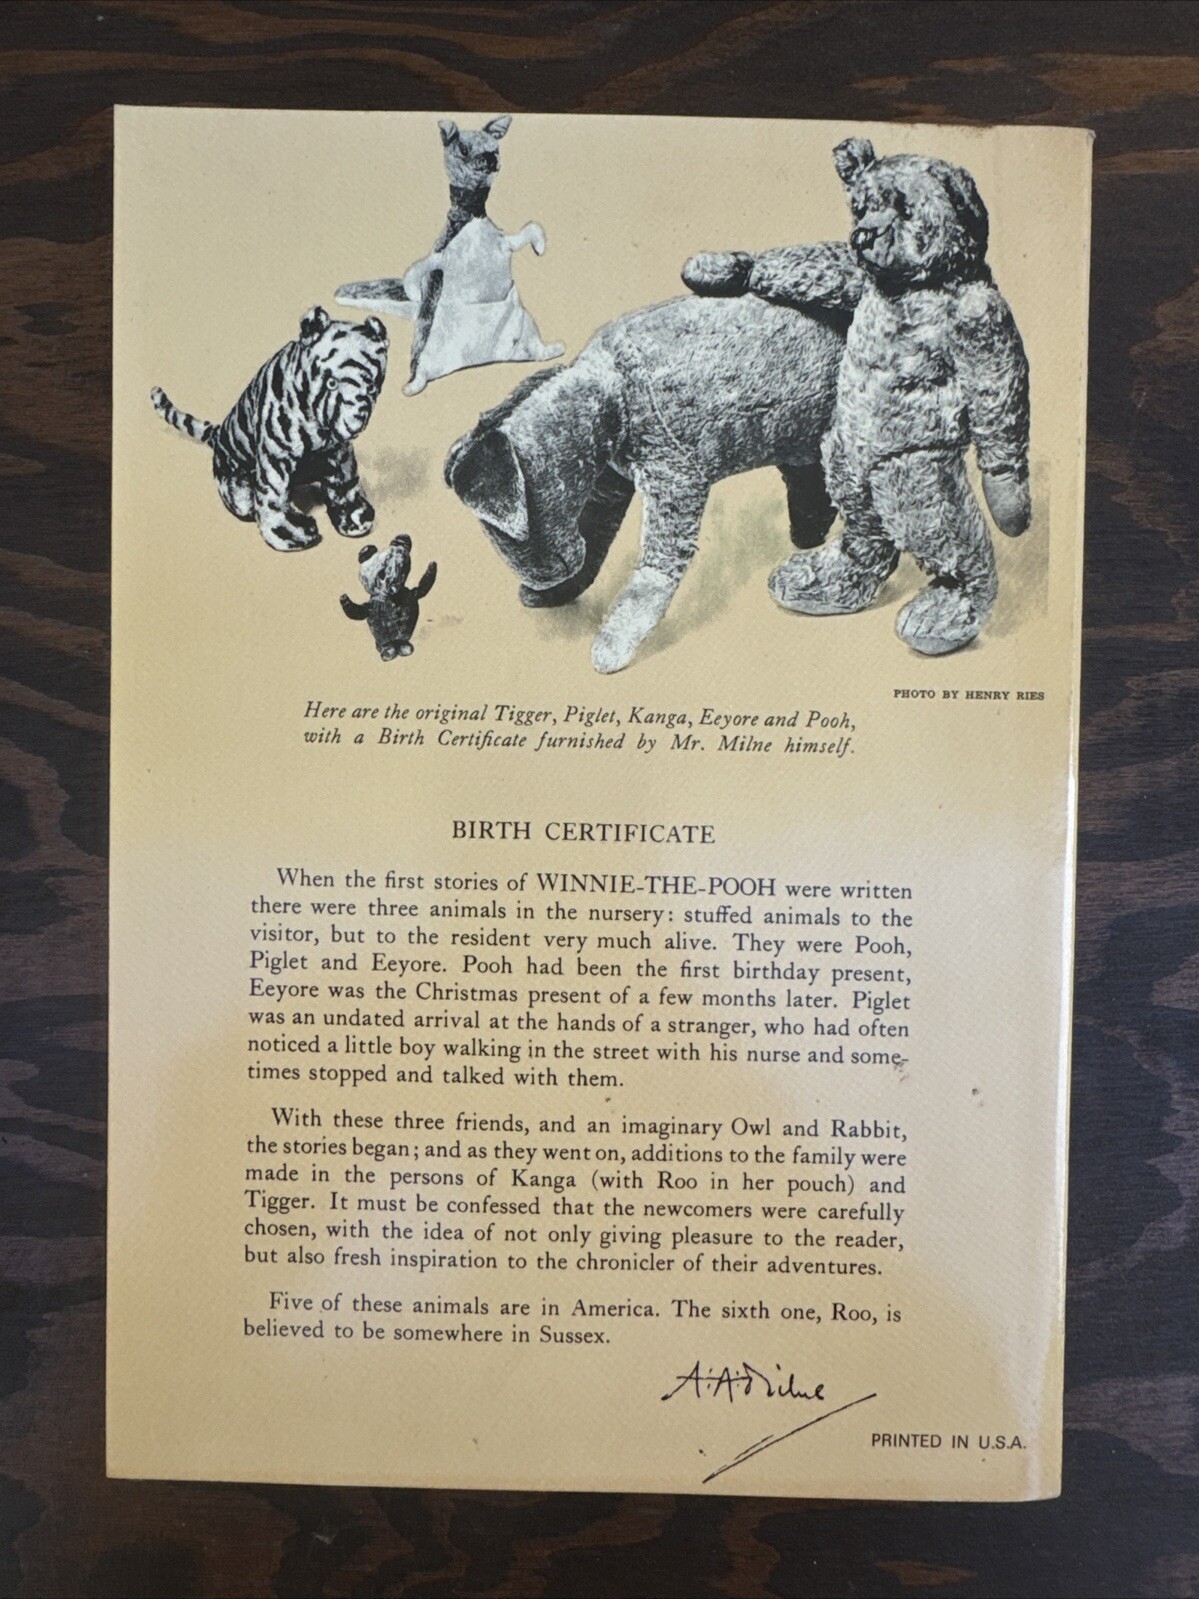 PHOTO BY HENRY RIES
Here are the original Tigger, Piglet, Kanga, Eeyore and Pooh,
with a Birth Certificate furnished by Mr. Milne himself.
BIRTH CERTIFICATE
When the first stories of WINNIE-THE-POOH were written
there were three animals in the nursery: stuffed animals to the
visitor, but to the resident very much alive. They were Pooh,
Piglet and Eeyore. Pooh had been the first birthday present,
Eeyore was the Christmas present of a few months later. Piglet
was an undated arrival at the hands of a stranger, who had often
noticed a little boy walking in the street with his nurse and some-
times stopped and talked with them.
With these three friends, and an imaginary Owl and Rabbit,
the stories began; and as they went on, additions to the family were
made in the persons of Kanga (with Roo in her pouch) and
Tigger. It must be confessed that the newcomers were carefully
chosen, with the idea of not only giving pleasure to the reader,
but also fresh inspiration to the chronicler of their adventures.
Five of these animals are in America. The sixth one, Roo, is
believed to be somewhere in Sussex.
A.A. Milne
PRINTED IN U.S.A.